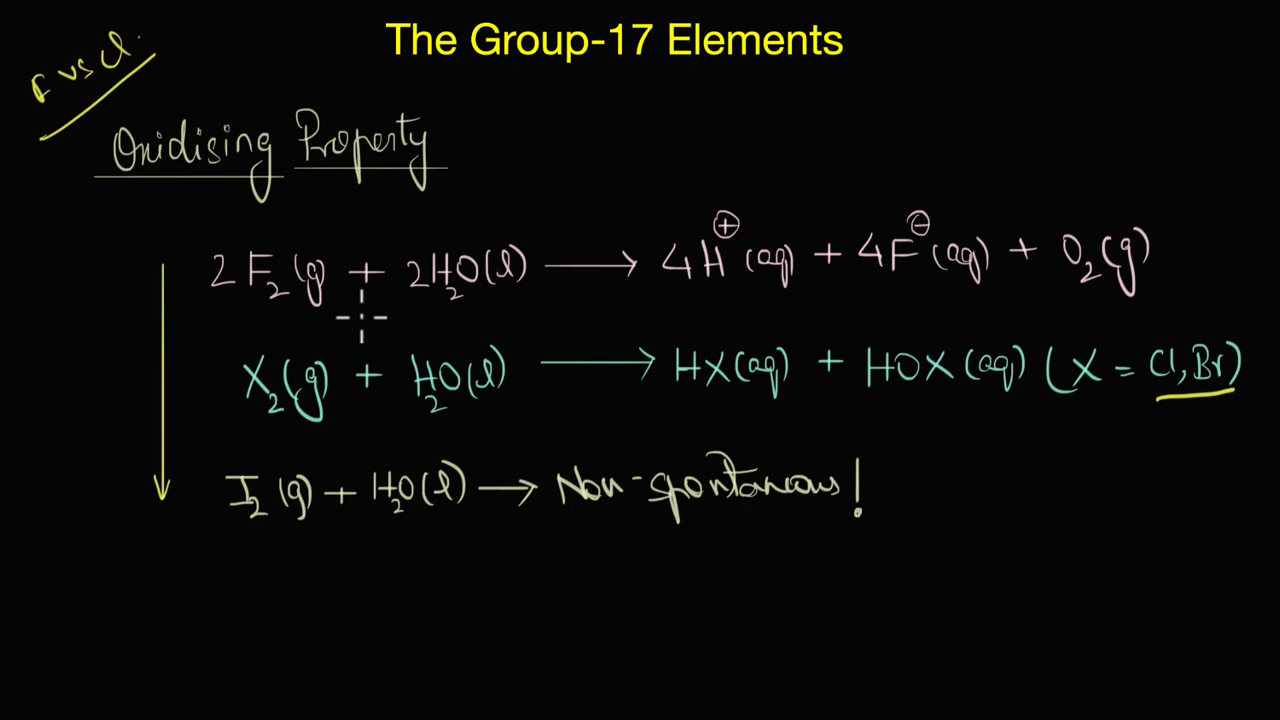 The Group-17 Elements
F vs Cl.
Oxidising Property
2F₂(g) + 2H₂O(l) ⟶ 4H⊕(aq) + 4F⊖(aq) + O₂(g)
X₂(g) + H₂O(l) ⟶ HX(aq) + HOX(aq) (X = Cl, Br)
I₂(g) + H₂O(l) ⟶ Non-spontaneous!